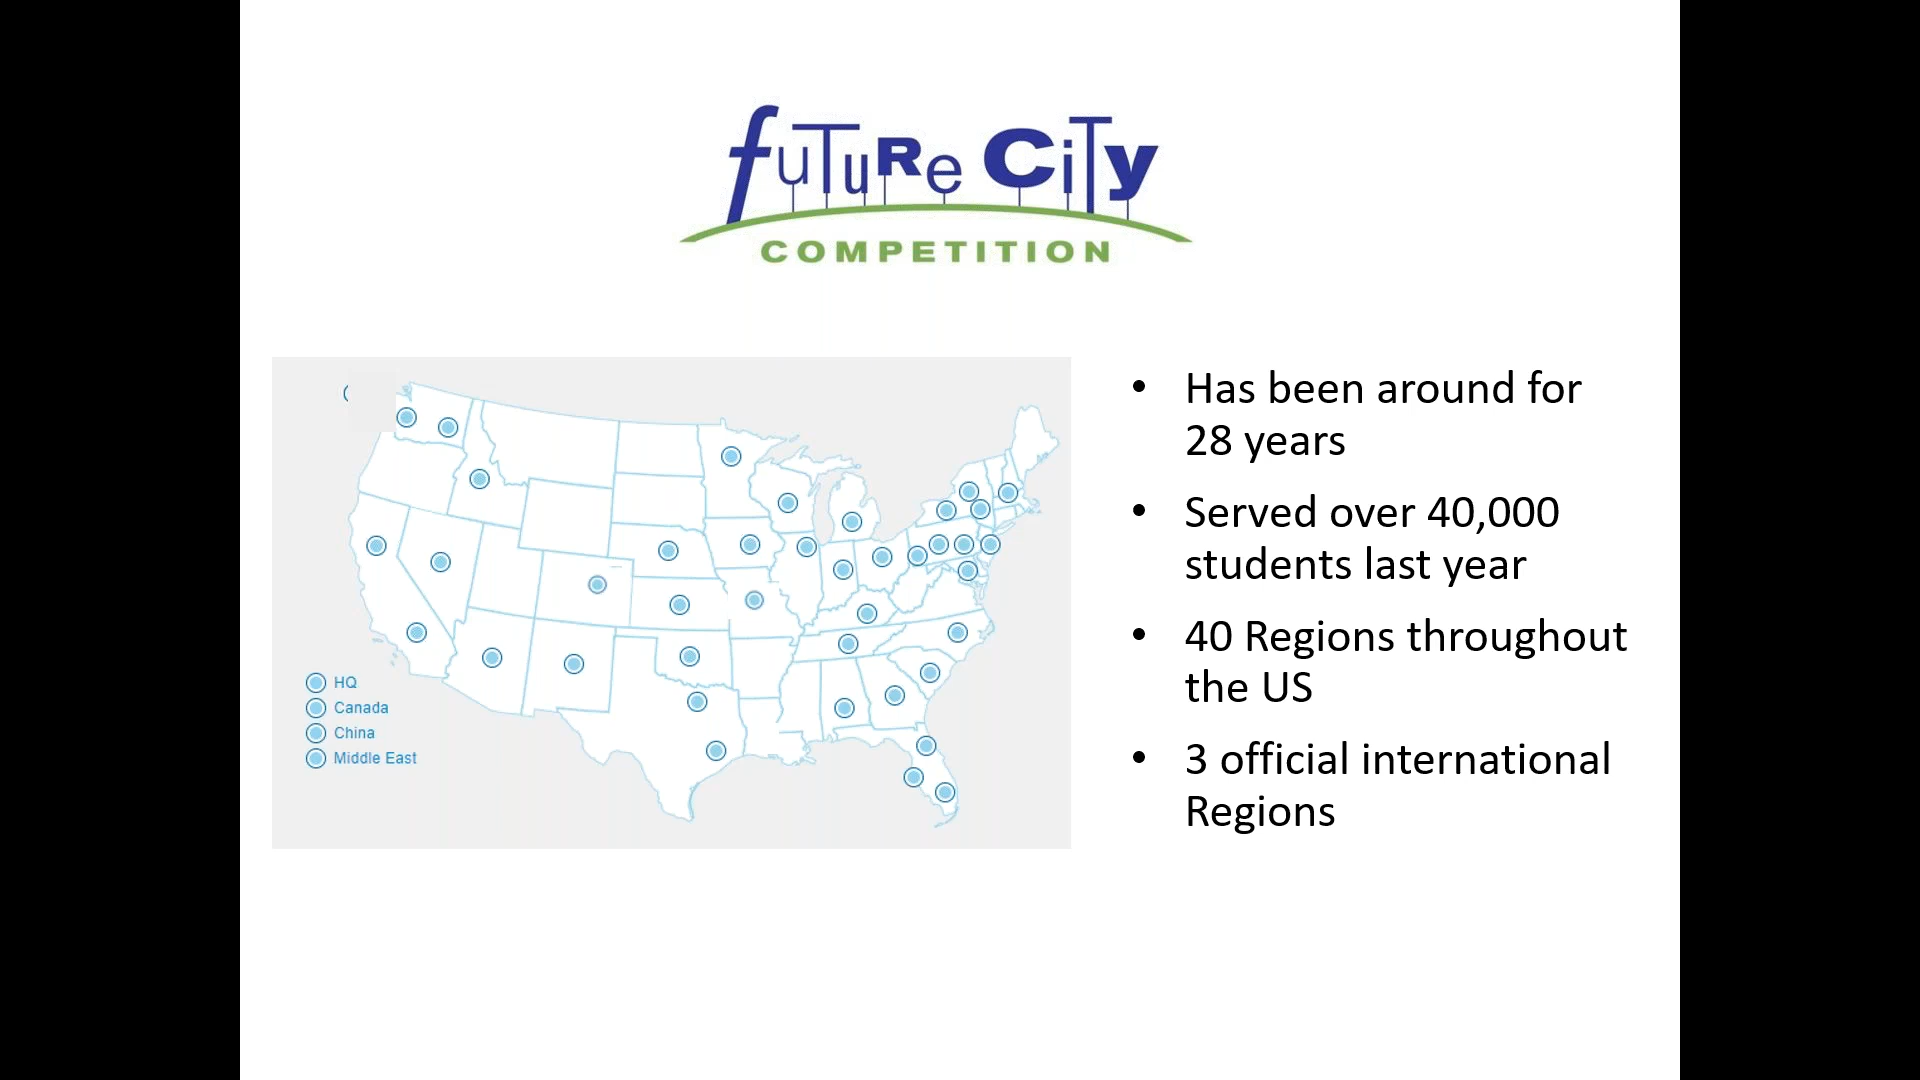 fuTuRe CiTy
COMPETITION
HQ
Canada
China
Middle East
• Has been around for
28 years
• Served over 40,000
students last year
• 40 Regions throughout
the US
• 3 official international
Regions